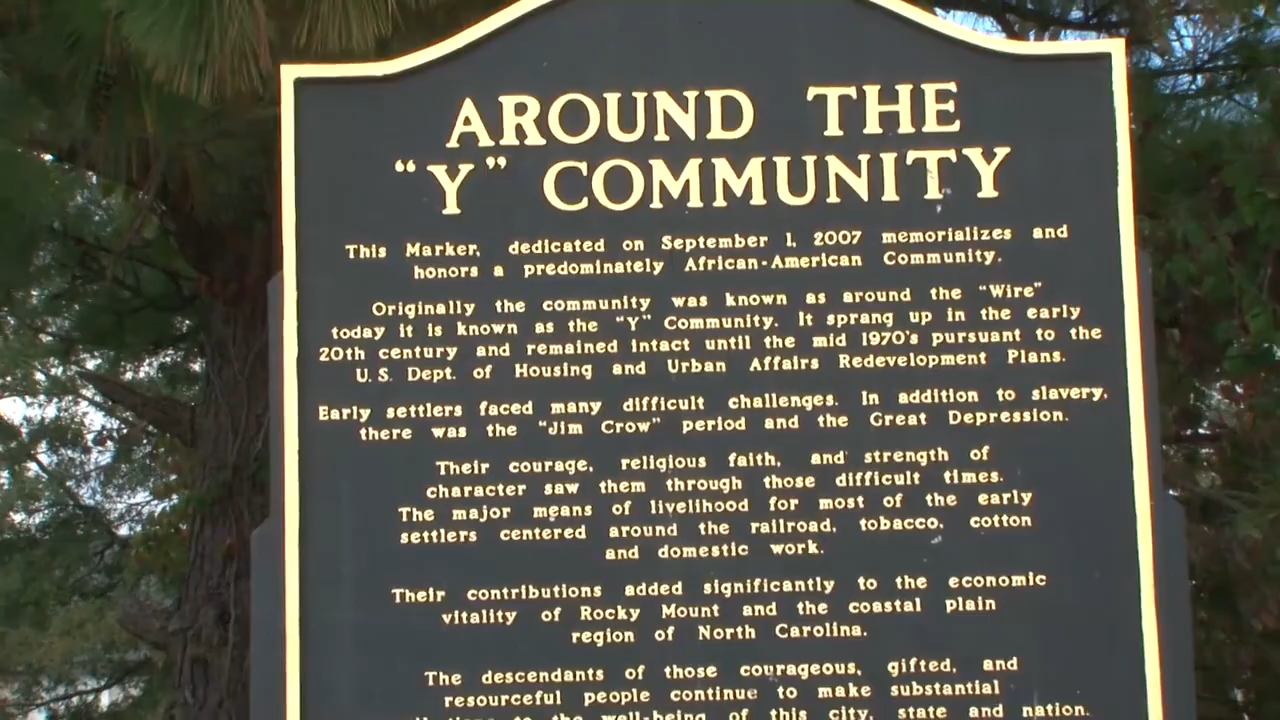 AROUND THE
"Y" COMMUNITY
This Marker, dedicated on September 1, 2007 memorializes and
honors a predominately African-American Community.
Originally the community was known as around the "Wire"
today it is known as the "Y" Community. It sprang up in the early
20th century and remained intact until the mid 1970's pursuant to the
U.S. Dept. of Housing and Urban Affairs Redevelopment Plans.
Early settlers faced many difficult challenges. In addition to slavery,
there was the "Jim Crow" period and the Great Depression.
Their courage, religious faith, and strength of
character saw them through those difficult times.
The major means of livelihood for most of the early
settlers centered around the railroad, tobacco, cotton
and domestic work.
Their contributions added significantly to the economic
vitality of Rocky Mount and the coastal plain
region of North Carolina.
The descendants of those courageous, gifted, and
resourceful people continue to make substantial
to the well-being of this city, state and nation.